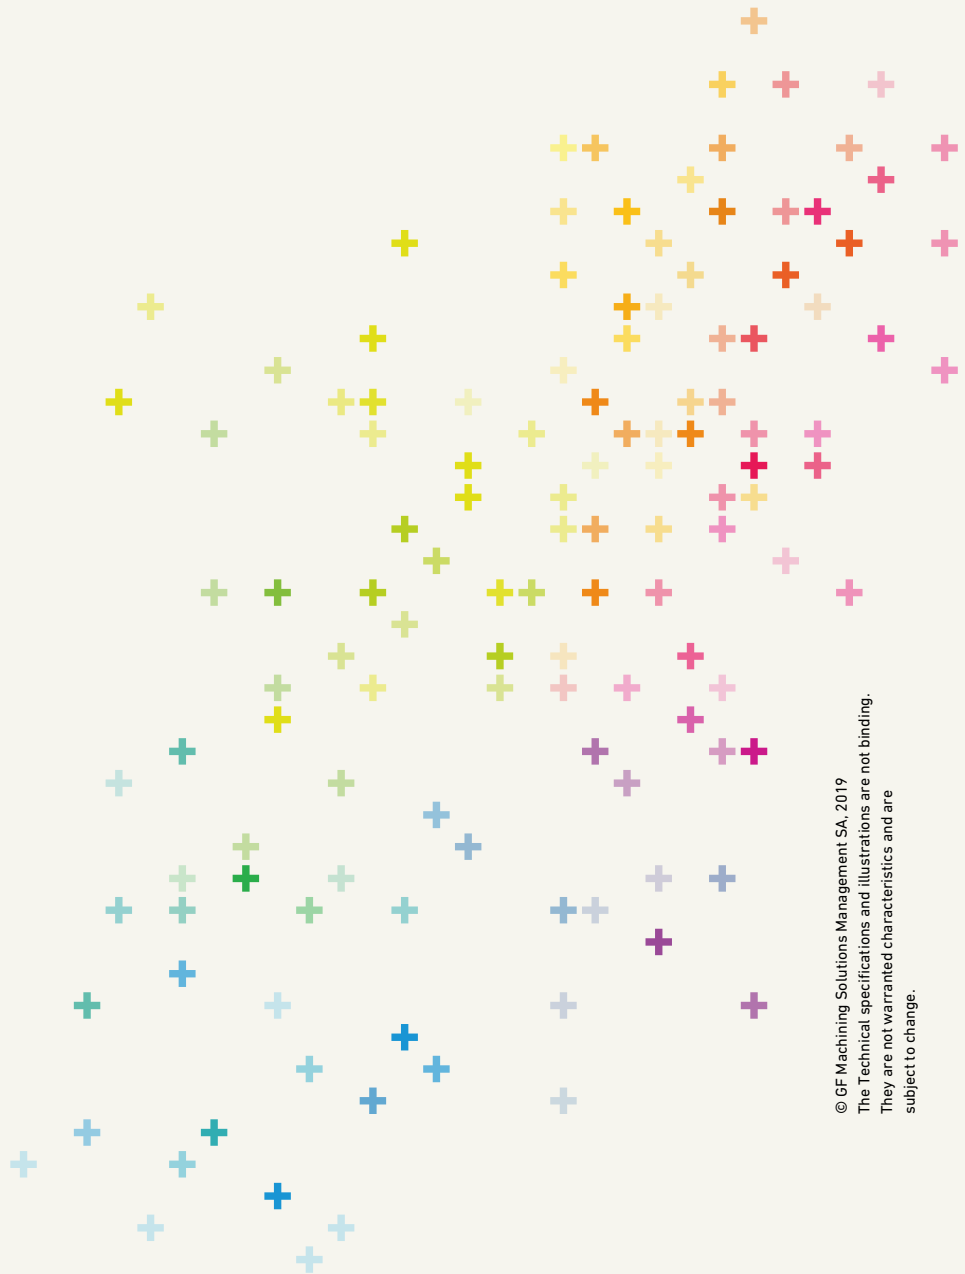 © GF Machining Solutions Management SA, 2019
The Technical specifications and illustrations are not binding.
They are not warranted characteristics and are
subject to change.